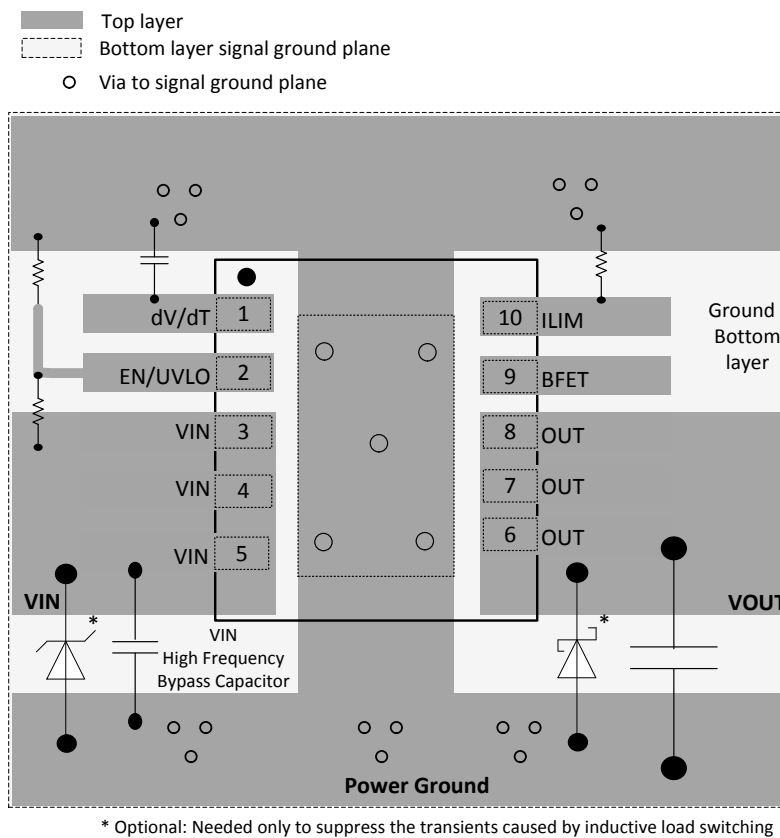 Top layer
Bottom layer signal ground plane
Via to signal ground plane
dV/dT 1
10 ILIM
Ground
Bottom
layer
EN/UVLO 2
9 BFET
VIN 3
8 OUT
VIN 4
7 OUT
VIN 5
6 OUT
VIN
*
*
VOUT
VIN
High Frequency
Bypass Capacitor
Power Ground
* Optional: Needed only to suppress the transients caused by inductive load switching